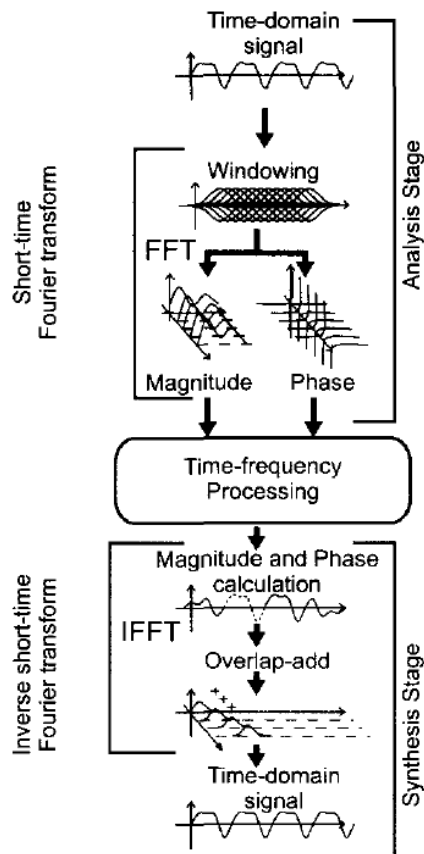 Time-domain
signal
Windowing
FFT
Short-time
Fourier transform
Analysis Stage
Magnitude
Phase
Time-frequency
Processing
Magnitude and Phase
calculation
IFFT
Inverse short-time
Fourier transform
Overlap-add
+
+
+
Synthesis Stage
Time-domain
signal